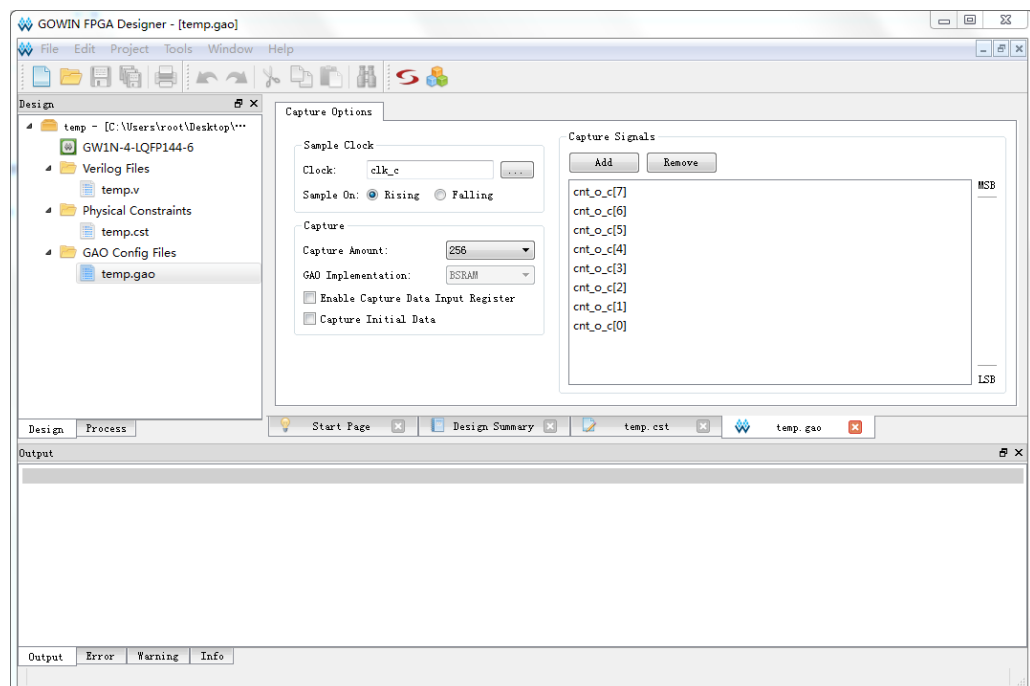 GOWIN FPGA Designer - [temp.gao]
File Edit Project Tools Window Help
Design
temp - [C:\Users\root\Desktop\...
GW1N-4-LQFP144-6
Verilog Files
temp.v
Physical Constraints
temp.cst
GAO Config Files
temp.gao
Design Process
Capture Options
Sample Clock
Clock: clk_c ...
Sample On: Rising Falling
Capture
Capture Amount: 256
GAO Implementation: BSRAM
Enable Capture Data Input Register
Capture Initial Data
Capture Signals
Add Remove
MSB
cnt_o_c[7]
cnt_o_c[6]
cnt_o_c[5]
cnt_o_c[4]
cnt_o_c[3]
cnt_o_c[2]
cnt_o_c[1]
cnt_o_c[0]
LSB
Start Page Design Summary temp.cst temp.gao
Output
Output Error Warning Info